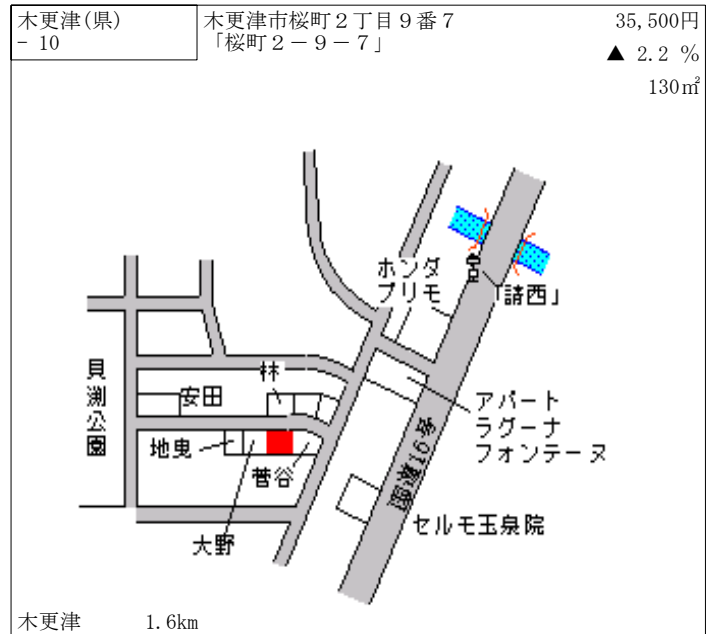 木更津(県)
- 10
木更津市桜町２丁目９番７
「桜町２－９－７」
35,500円
▲ 2.2 %
130㎡
ホンダ
プリモ
「請西」
林
貝渕公園
安田
アパート
ラグーナ
フォンテーヌ
地曳
菅谷
国道16号
セルモ玉泉院
大野
木更津 1.6km